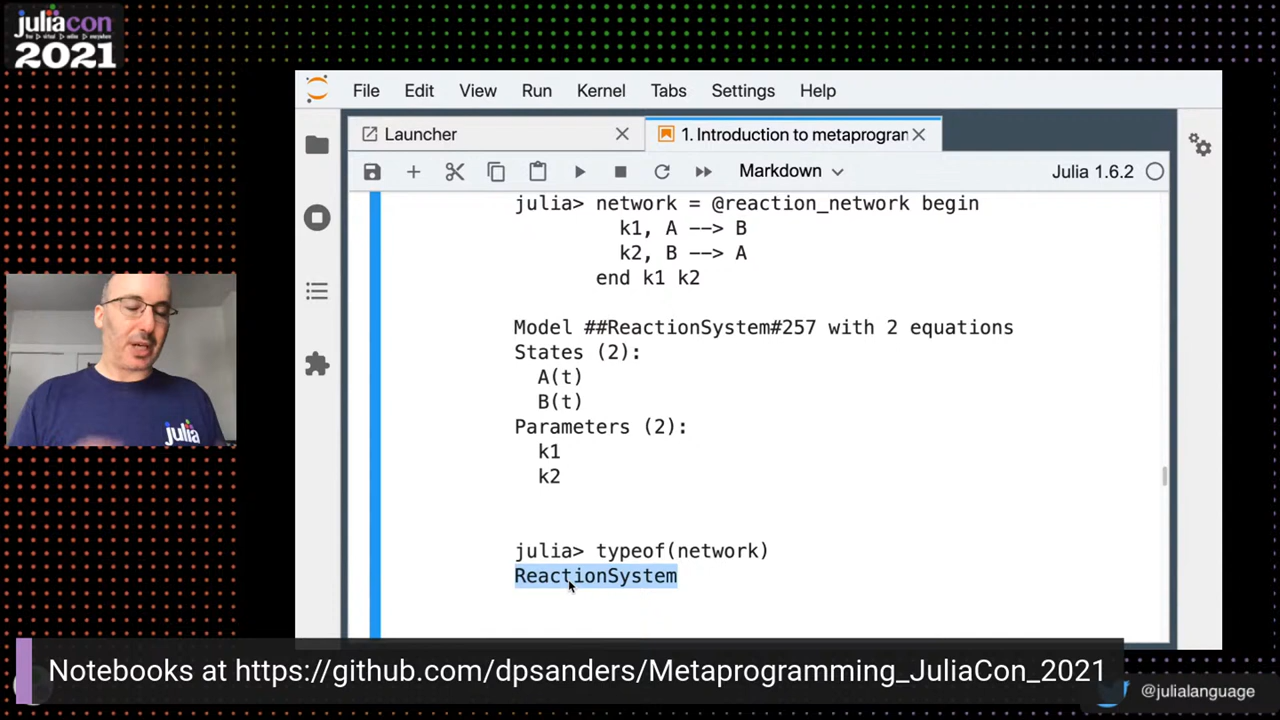 juliacon
2021
File Edit View Run Kernel Tabs Settings Help
Launcher
1. Introduction to metaprogram
Markdown
Julia 1.6.2
julia> network = @reaction_network begin
k1, A --> B
k2, B --> A
end k1 k2
Model ##ReactionSystem#257 with 2 equations
States (2):
A(t)
B(t)
Parameters (2):
k1
k2
julia> typeof(network)
ReactionSystem
julia
Notebooks at https://github.com/dpsanders/Metaprogramming_JuliaCon_2021
@julialanguage